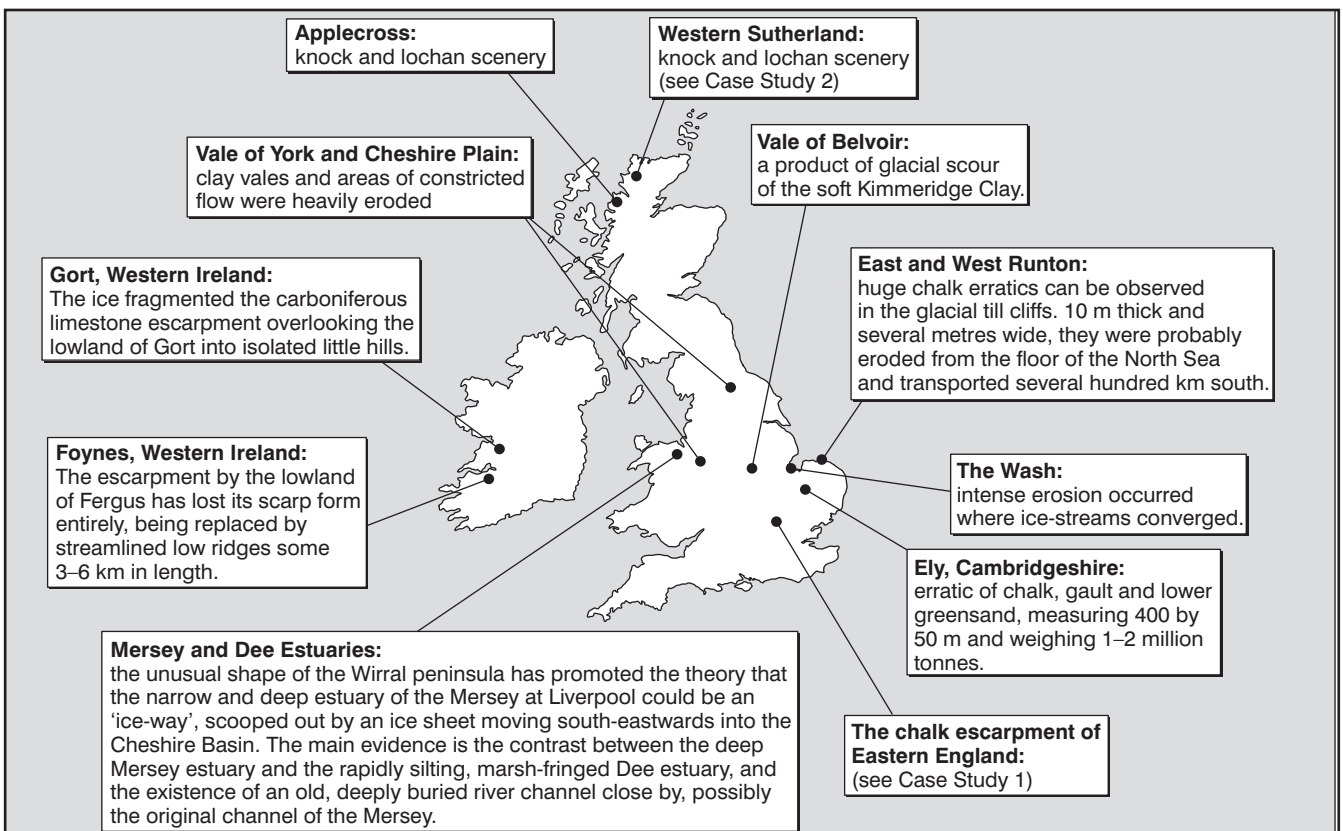 Applecross:
knock and lochan scenery
Western Sutherland:
knock and lochan scenery
(see Case Study 2)
Vale of York and Cheshire Plain:
clay vales and areas of constricted
flow were heavily eroded
Vale of Belvoir:
a product of glacial scour
of the soft Kimmeridge Clay.
Gort, Western Ireland:
The ice fragmented the carboniferous
limestone escarpment overlooking the
lowland of Gort into isolated little hills.
East and West Runton:
huge chalk erratics can be observed
in the glacial till cliffs. 10 m thick and
several metres wide, they were probably
eroded from the floor of the North Sea
and transported several hundred km south.
Foynes, Western Ireland:
The escarpment by the lowland
of Fergus has lost its scarp form
entirely, being replaced by
streamlined low ridges some
3–6 km in length.
The Wash:
intense erosion occurred
where ice-streams converged.
Ely, Cambridgeshire:
erratic of chalk, gault and lower
greensand, measuring 400 by
50 m and weighing 1–2 million
tonnes.
Mersey and Dee Estuaries:
the unusual shape of the Wirral peninsula has promoted the theory that
the narrow and deep estuary of the Mersey at Liverpool could be an
‘ice-way’, scooped out by an ice sheet moving south-eastwards into the
Cheshire Basin. The main evidence is the contrast between the deep
Mersey estuary and the rapidly silting, marsh-fringed Dee estuary, and
the existence of an old, deeply buried river channel close by, possibly
the original channel of the Mersey.
The chalk escarpment of
Eastern England:
(see Case Study 1)